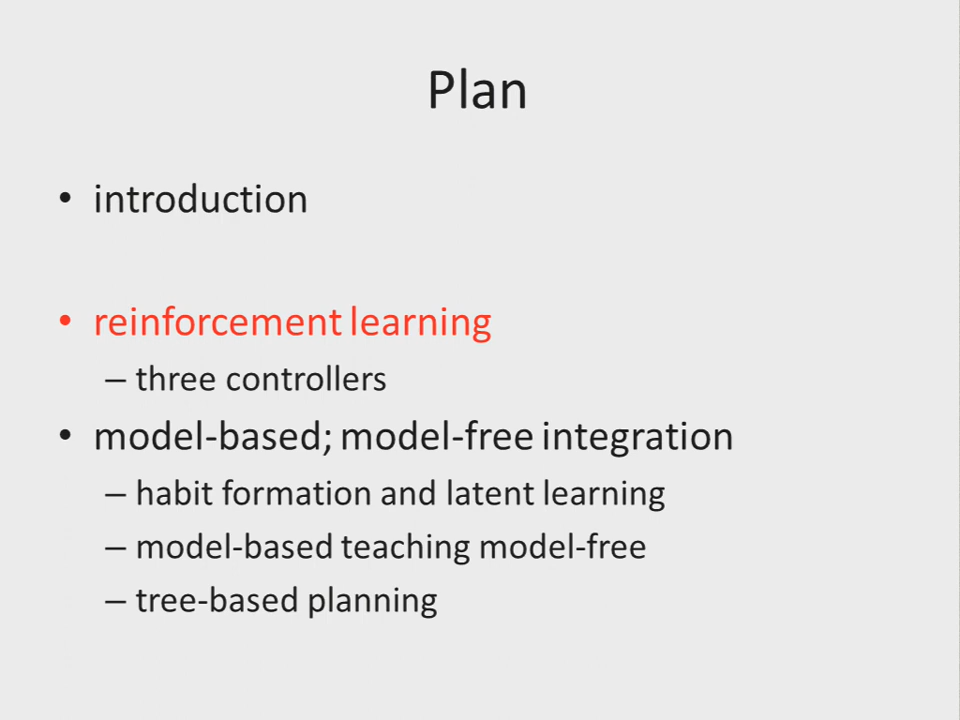 Plan
• introduction
• reinforcement learning
– three controllers
• model-based; model-free integration
– habit formation and latent learning
– model-based teaching model-free
– tree-based planning